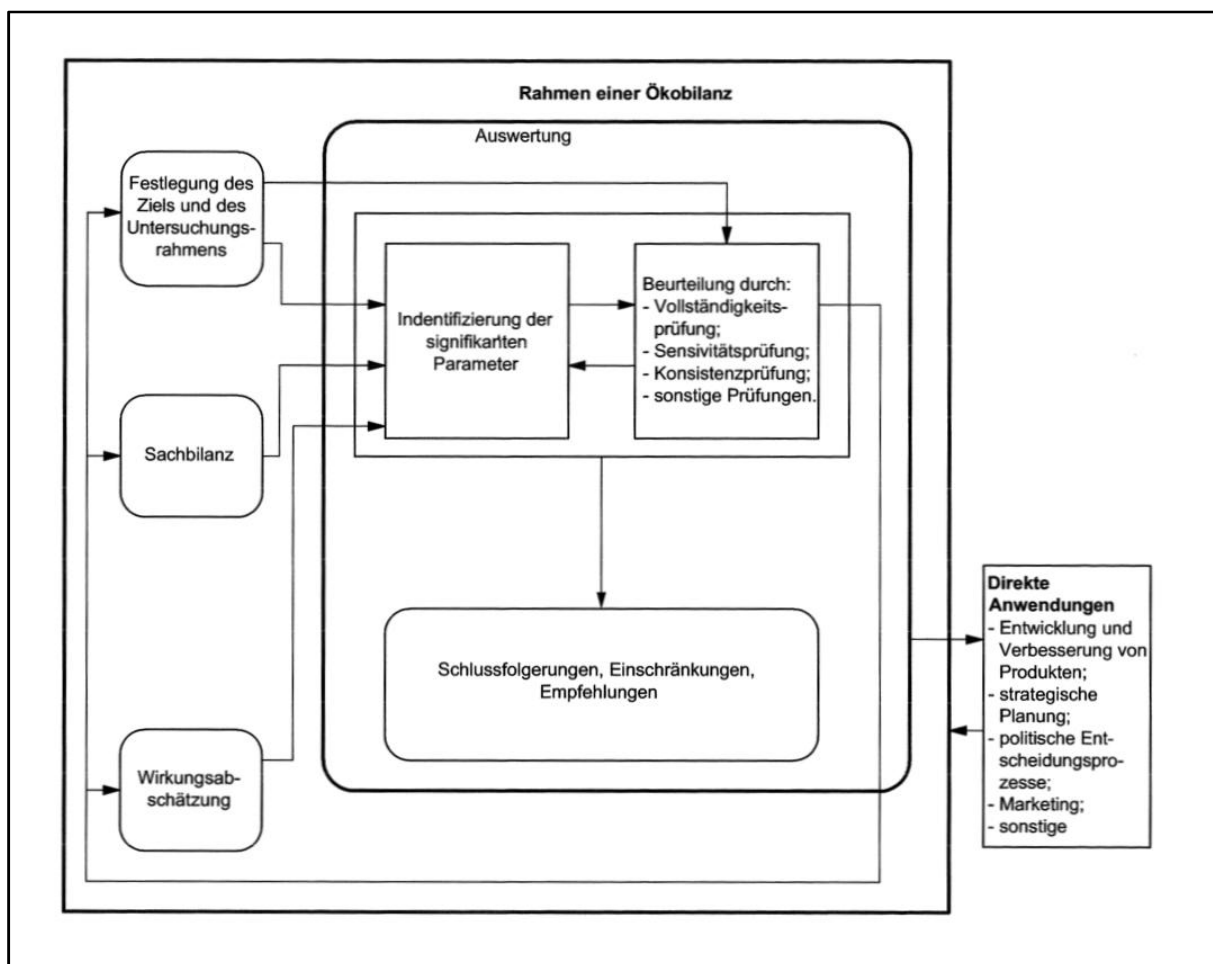 Rahmen einer Ökobilanz
Auswertung
Festlegung des
Ziels und des
Untersuchungs-
rahmens
Indentifizierung der
signifikanten
Parameter
Beurteilung durch:
- Vollständigkeits-
prüfung;
- Sensivitätsprüfung;
- Konsistenzprüfung;
- sonstige Prüfungen.
Sachbilanz
Schlussfolgerungen, Einschränkungen,
Empfehlungen
Wirkungsab-
schätzung
Direkte
Anwendungen
- Entwicklung und
Verbesserung von
Produkten;
- strategische
Planung;
- politische Ent-
scheidungspro-
zesse;
- Marketing;
- sonstige